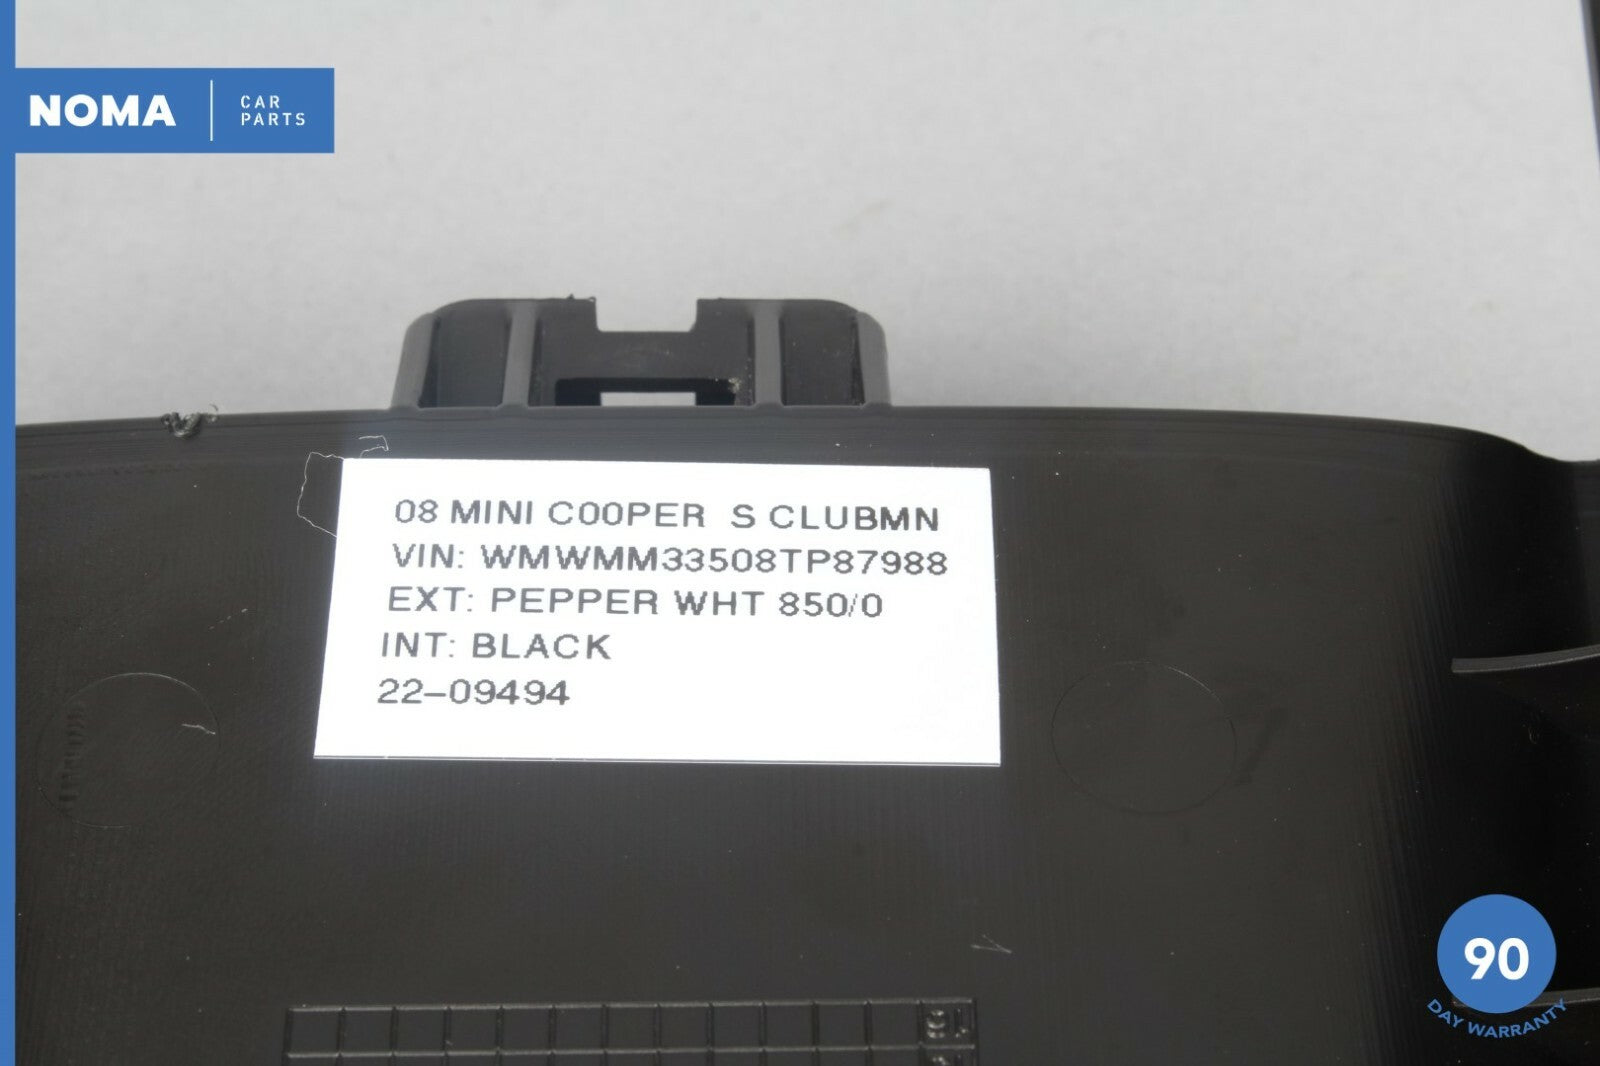 NOMA
CAR
PARTS
08 MINI COOPER S CLUBMN
VIN: WMWMM33508TP87988
EXT: PEPPER WHT 850/0
INT: BLACK
22-09494
90
DAY WARRANTY